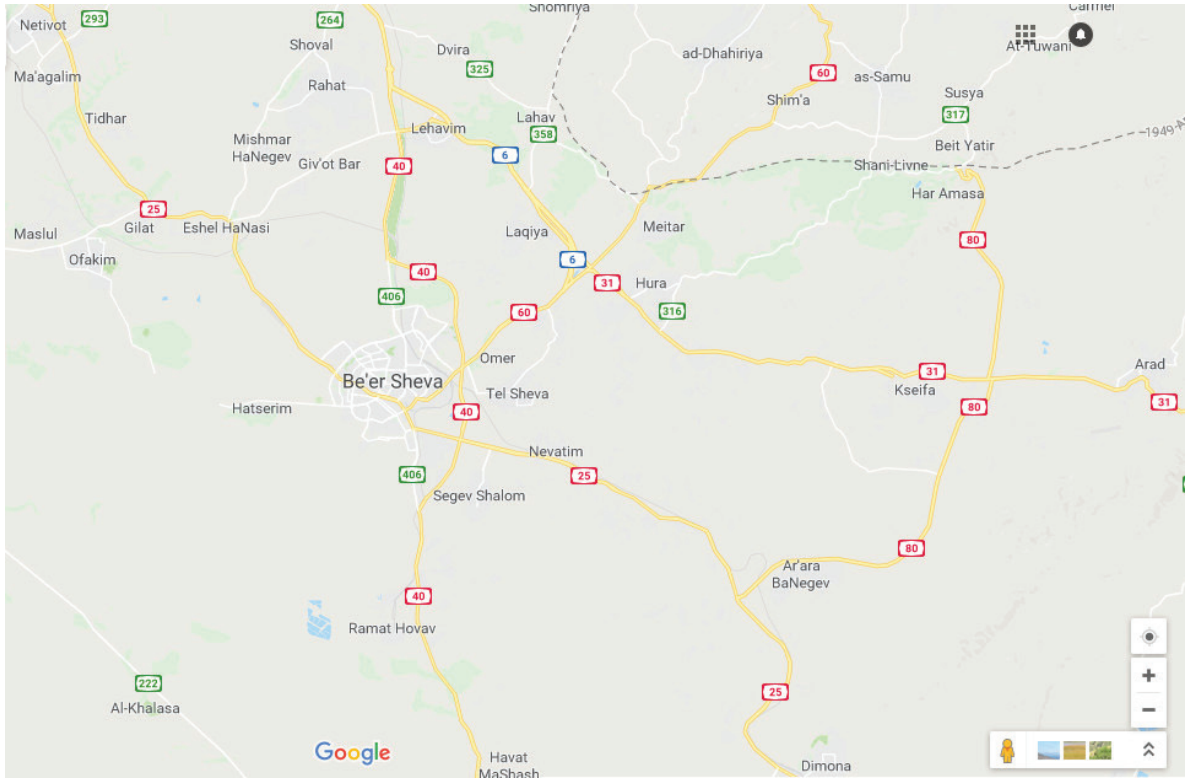 Shomriya
Carmel
293
264
Netivot
Shoval
Dvira
ad-Dhahiriya
At-Tuwani
325
60
as-Samu
Ma'agalim
Rahat
Shim'a
Susya
Tidhar
Lahav
317
Lehavim
358
1949-A
Mishmar
HaNegev
Beit Yatir
6
Giv'ot Bar
40
Shani-Livne
Har Amasa
25
Gilat
Eshel HaNasi
Meitar
Maslul
Laqiya
80
Ofakim
6
40
31
Hura
406
60
316
Omer
Arad
31
Be'er Sheva
Kseifa
Tel Sheva
31
Hatserim
40
80
Nevatim
406
25
Segev Shalom
80
Ar'ara
BaNegev
40
Ramat Hovav
222
25
Al-Khalasa
Google
Havat
MaShash
Dimona